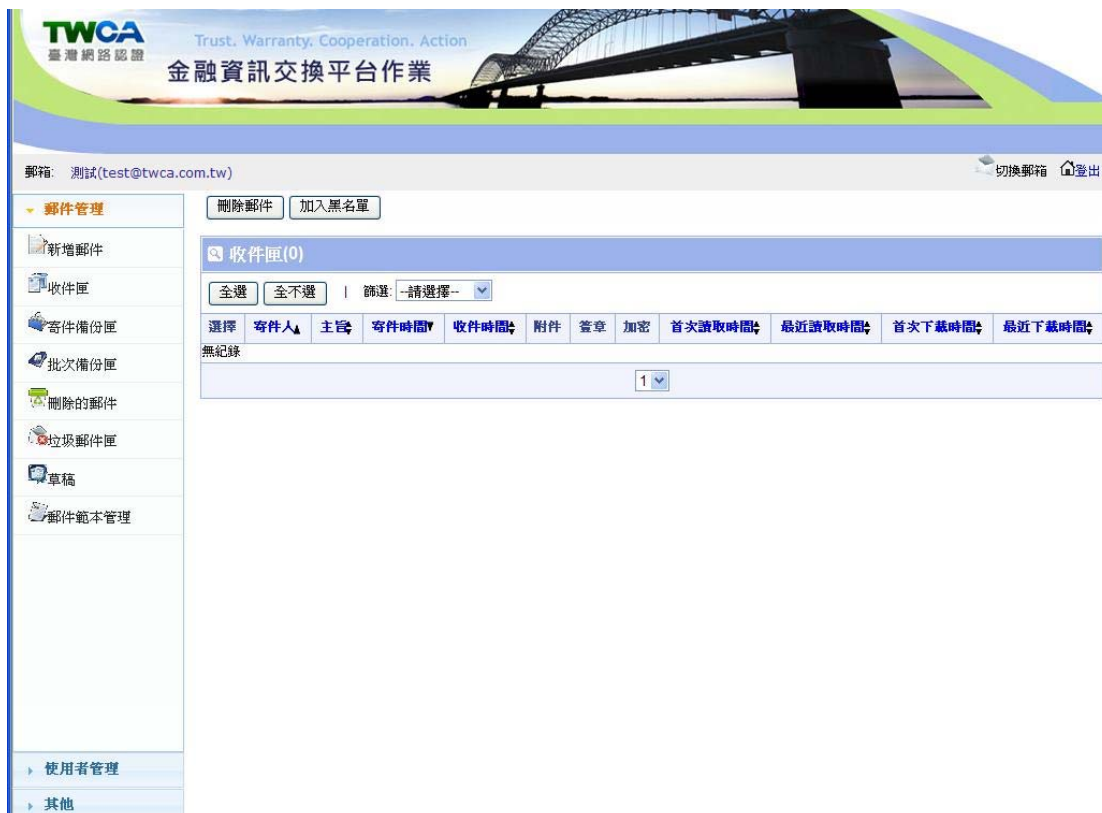 TWCA
臺灣網路認證
Trust. Warranty. Cooperation. Action
金融資訊交換平台作業
郵箱: 測試(test@twca.com.tw)
切換郵箱 登出
郵件管理
新增郵件
收件匣
寄件備份匣
批次備份匣
刪除的郵件
垃圾郵件匣
草稿
郵件範本管理
使用者管理
其他
刪除郵件 加入黑名單
收件匣(0)
全選 全不選 | 篩選: --請選擇--
選擇 寄件人 主旨 寄件時間 收件時間 附件 簽章 加密 首次讀取時間 最近讀取時間 首次下載時間 最近下載時間
無紀錄
1